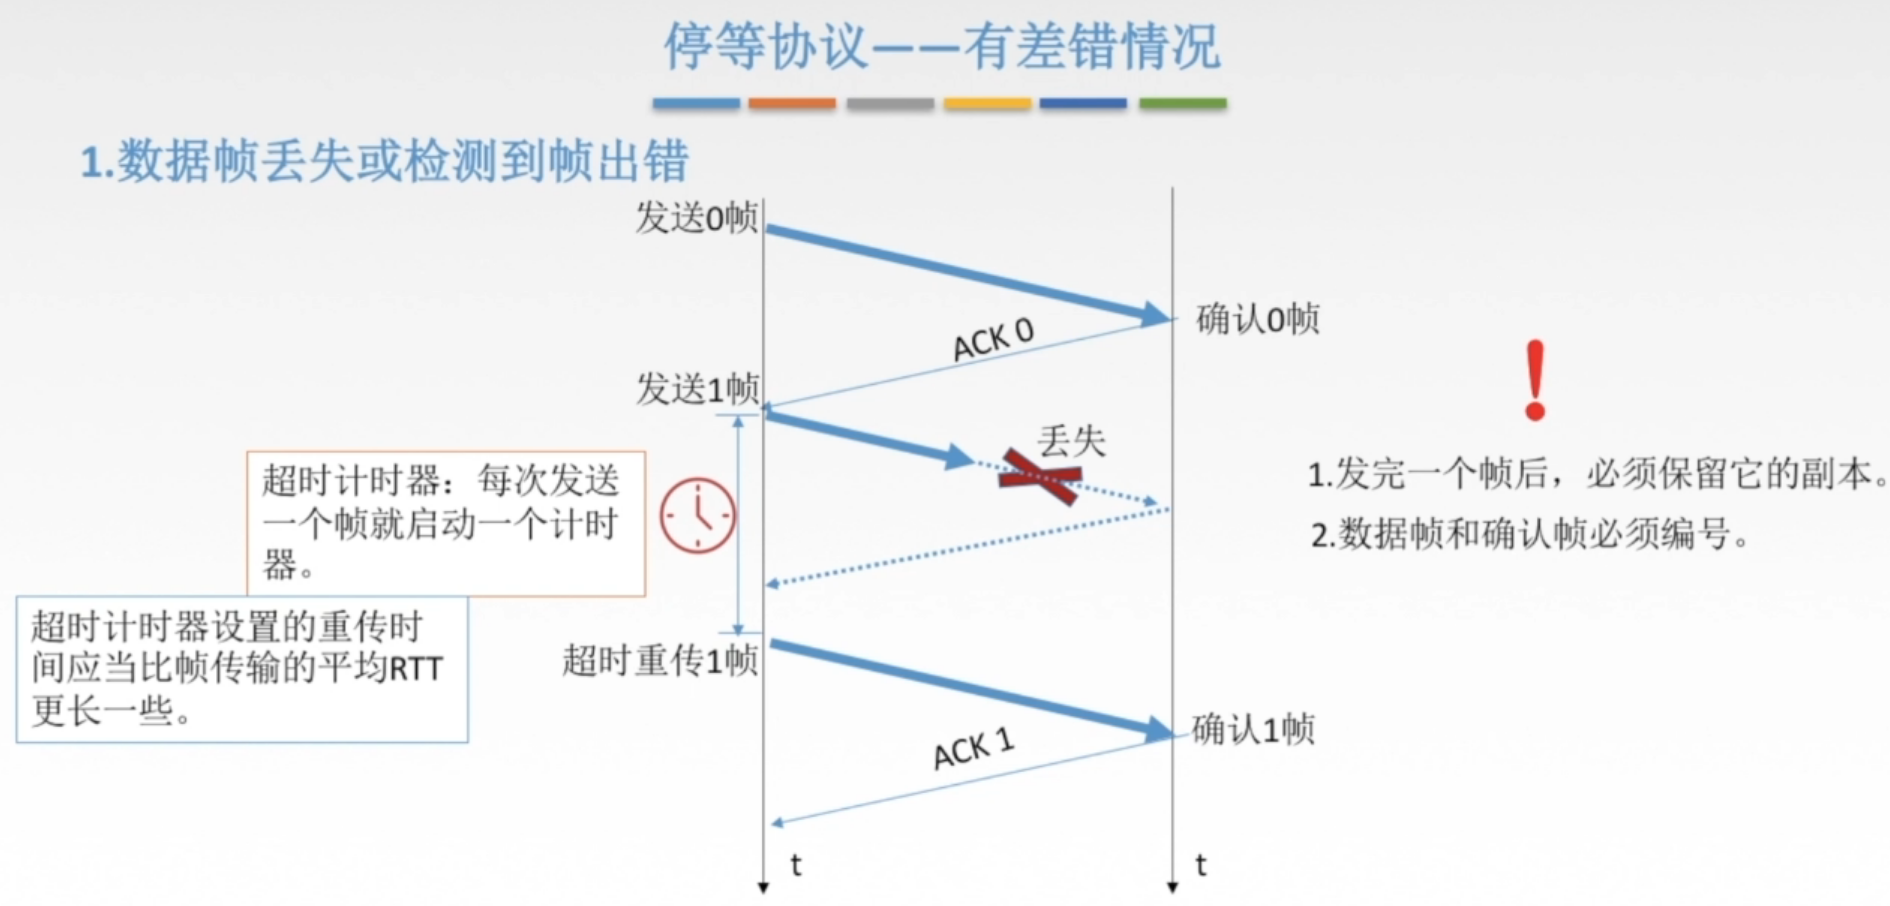 停等协议——有差错情况
1.数据帧丢失或检测到帧出错
发送0帧
确认0帧
ACK 0
发送1帧
丢失
超时计时器：每次发送
一个帧就启动一个计时
器。
1.发完一个帧后，必须保留它的副本。
2.数据帧和确认帧必须编号。
超时计时器设置的重传时
间应当比帧传输的平均RTT
更长一些。
超时重传1帧
确认1帧
ACK 1
t
t